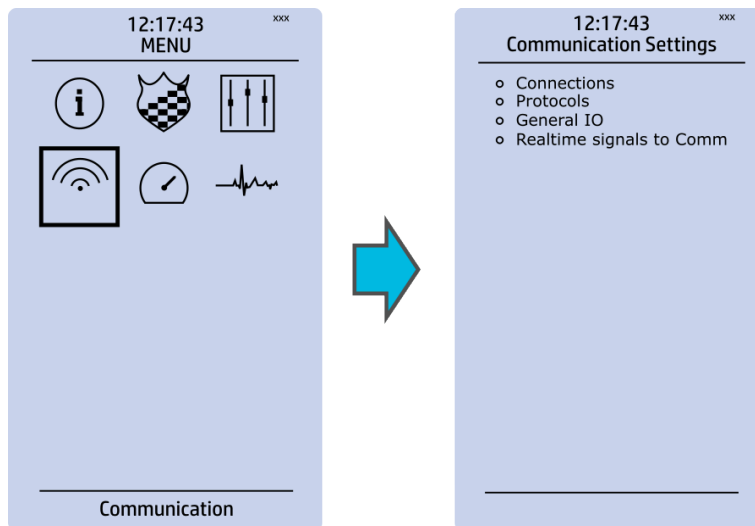 12:17:43
xxx
MENU
i
Communication
12:17:43
xxx
Communication Settings
Connections
Protocols
General IO
Realtime signals to Comm